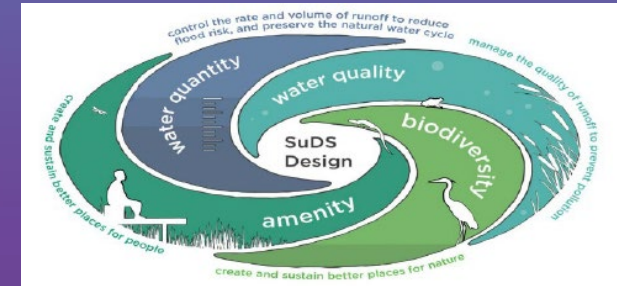 control the rate and volume of runoff to reduce
flood risk, and preserve the natural water cycle
water quantity
water quality
manage the quality of runoff to prevent pollution
SuDS
Design
biodiversity
create and sustain better places for people
amenity
create and sustain better places for nature